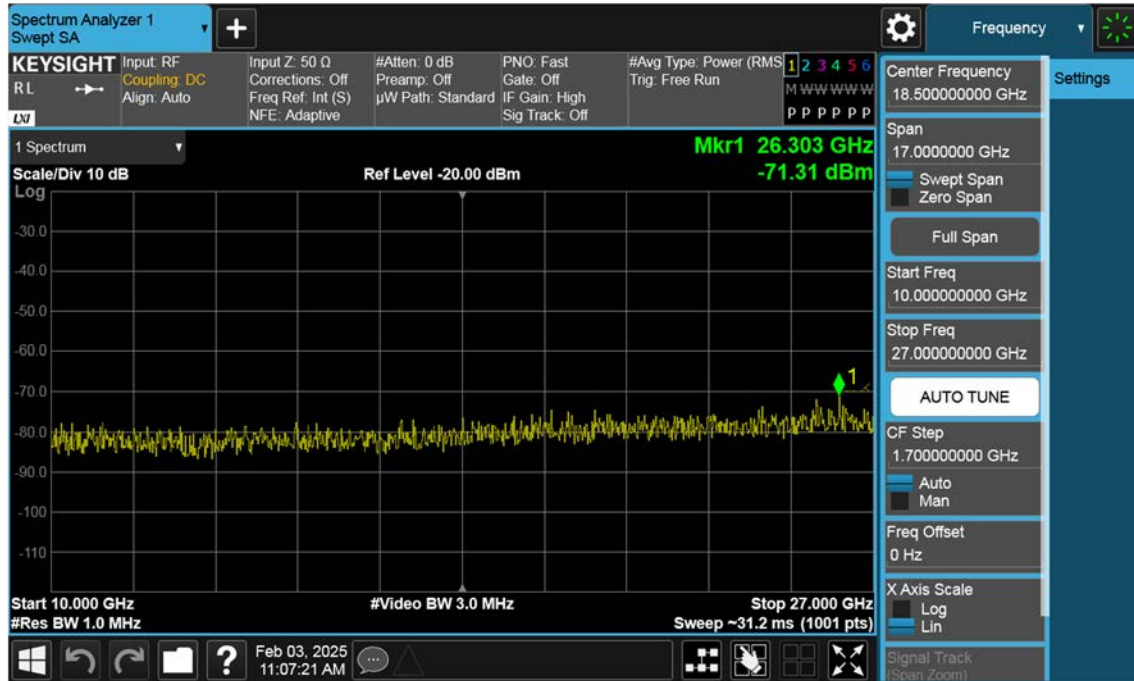 Spectrum Analyzer 1
Swept SA
Frequency
KEYSIGHT
RL
LXI
Input: RF
Coupling: DC
Align: Auto
Input Z: 50 Ω
Corrections: Off
Freq Ref: Int (S)
NFE: Adaptive
#Atten: 0 dB
Preamp: Off
µW Path: Standard
PNO: Fast
Gate: Off
IF Gain: High
Sig Track: Off
#Avg Type: Power (RMS
Trig: Free Run
1 2 3 4 5 6
M W W W W W
P P P P P P
1 Spectrum
Scale/Div 10 dB
Log
Ref Level -20.00 dBm
Mkr1 26.303 GHz
-71.31 dBm
-30.0
-40.0
-50.0
-60.0
-70.0
-80.0
-90.0
-100
-110
1
Start 10.000 GHz
#Res BW 1.0 MHz
#Video BW 3.0 MHz
Stop 27.000 GHz
Sweep ~31.2 ms (1001 pts)
Center Frequency
18.500000000 GHz
Span
17.0000000 GHz
Swept Span
Zero Span
Full Span
Start Freq
10.000000000 GHz
Stop Freq
27.000000000 GHz
AUTO TUNE
CF Step
1.700000000 GHz
Auto
Man
Freq Offset
0 Hz
X Axis Scale
Log
Lin
Signal Track
(Span Zoom)
Settings
?
Feb 03, 2025
11:07:21 AM